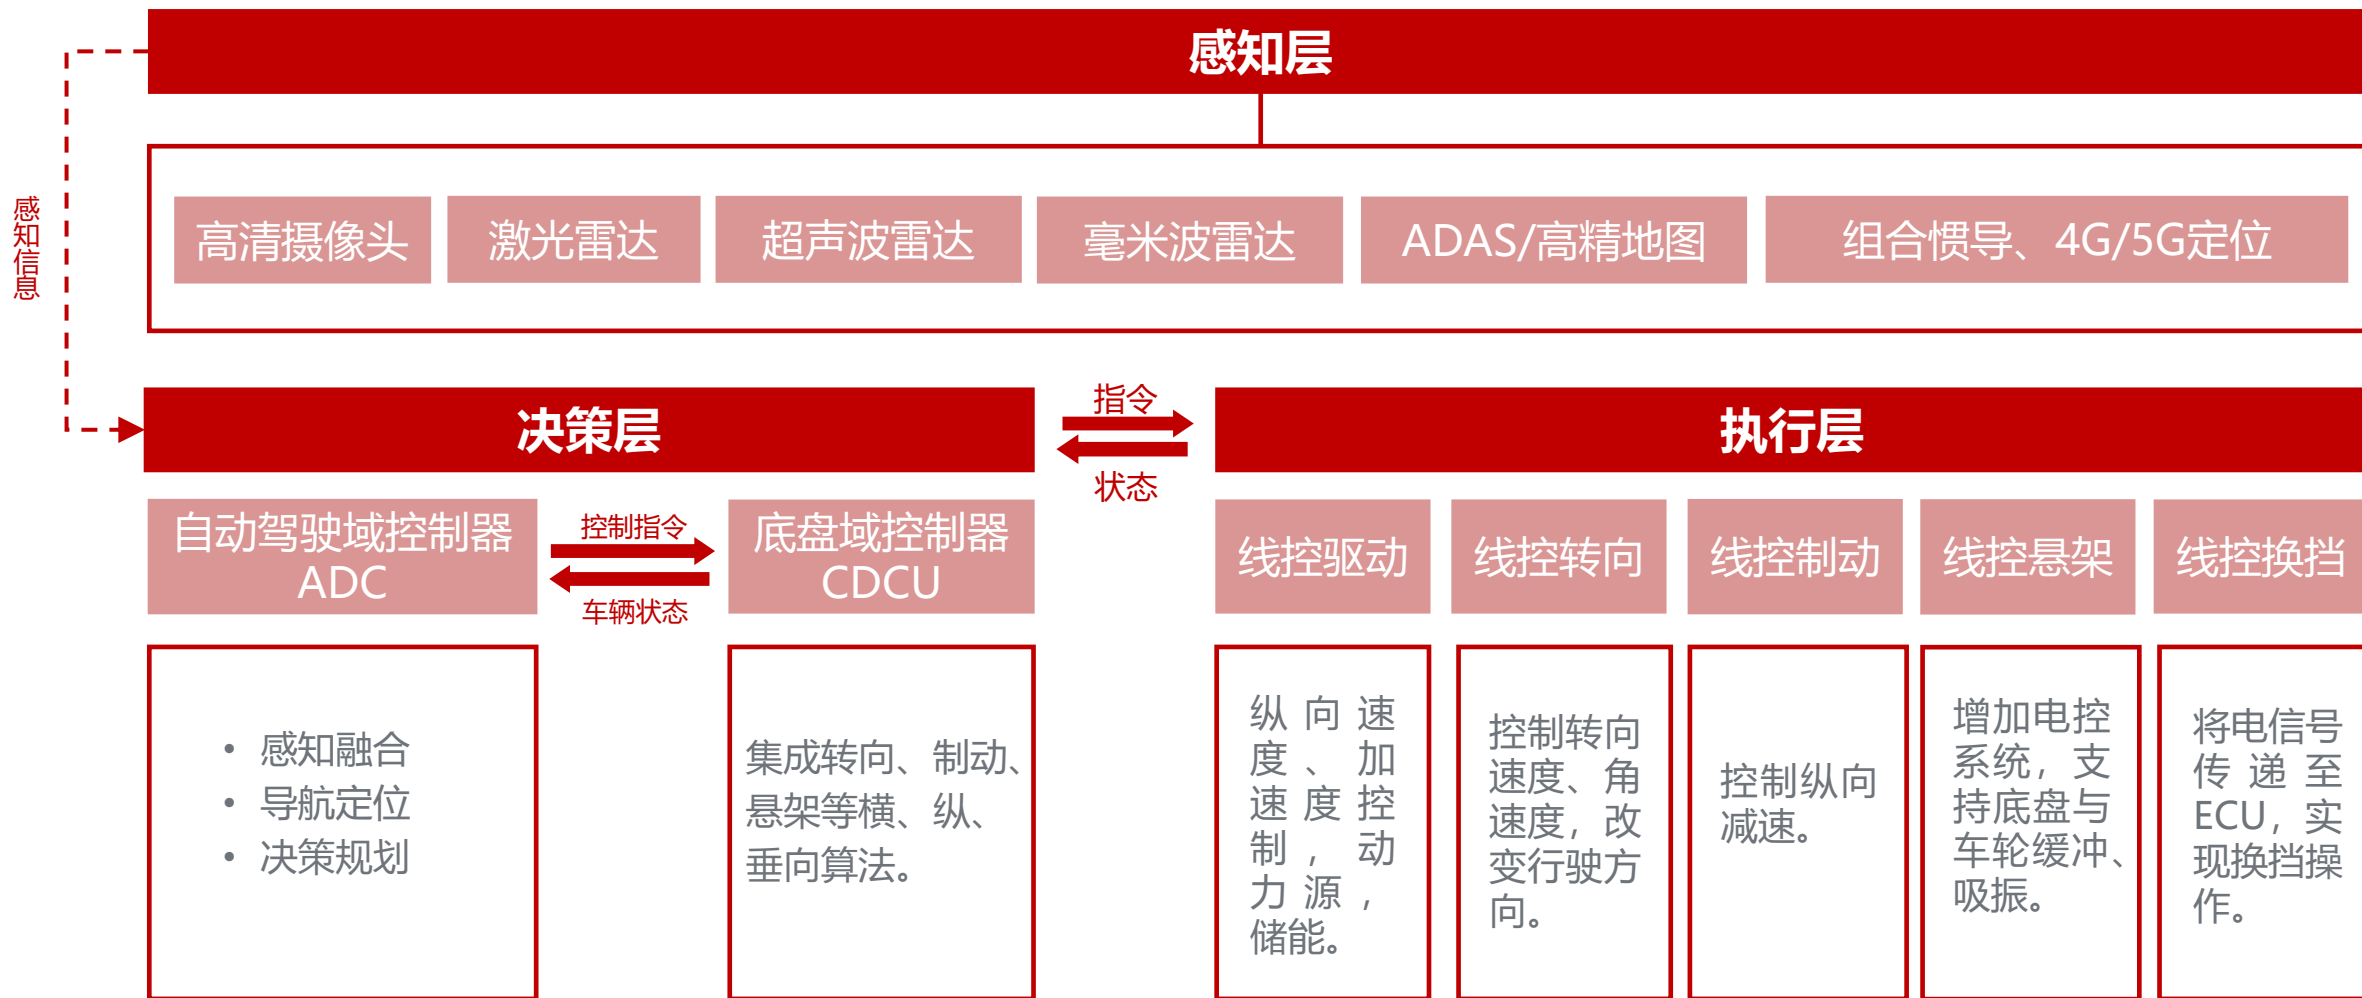 感知层
感知信息
高清摄像头
激光雷达
超声波雷达
毫米波雷达
ADAS/高精地图
组合惯导、4G/5G定位
决策层
指令
状态
执行层
自动驾驶域控制器
ADC
控制指令
车辆状态
底盘域控制器
CDCU
线控驱动
线控转向
线控制动
线控悬架
线控换挡
• 感知融合
• 导航定位
• 决策规划
集成转向、制动、
悬架等横、纵、
垂向算法。
纵向速
度、加
速度控
制，动
力源，
储能。
控制转向
速度、角
速度，改
变行驶方
向。
控制纵向
减速。
增加电控
系统，支
持底盘与
车轮缓冲、
吸振。
将电信号
传递至
ECU，实
现换挡操
作。